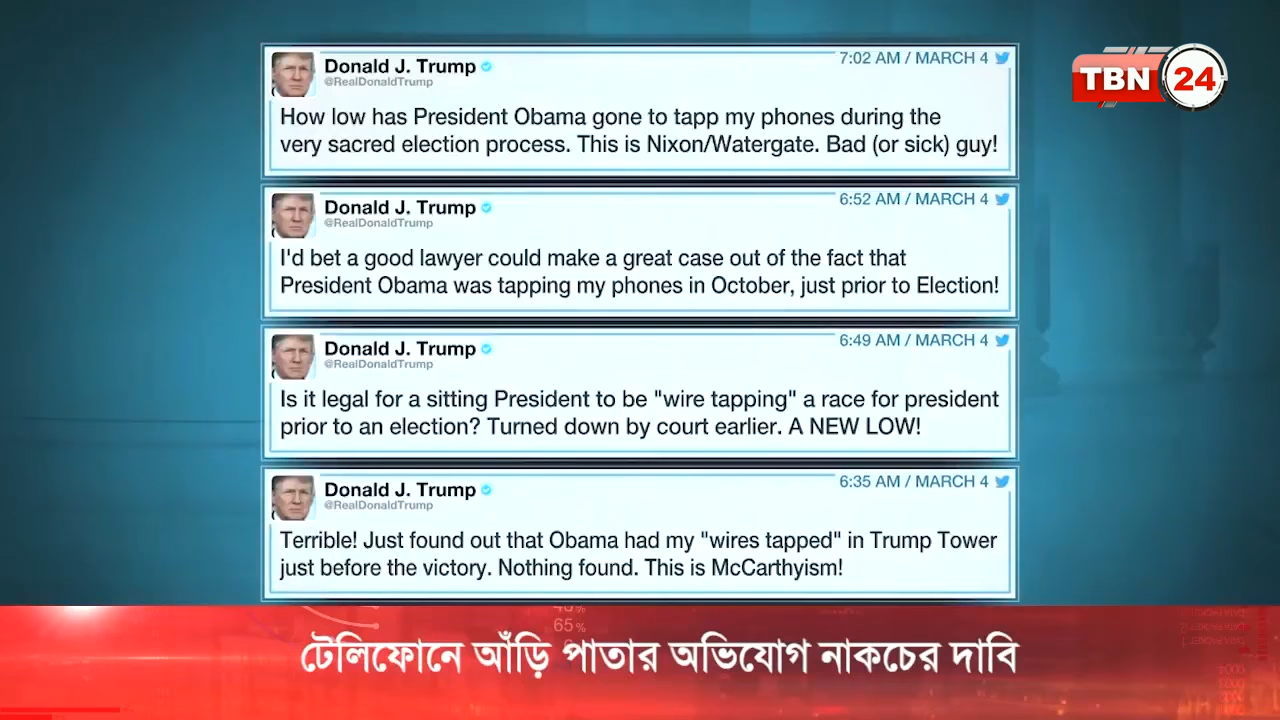 Donald J. Trump
@RealDonaldTrump
7:02 AM / MARCH 4
How low has President Obama gone to tapp my phones during the
very sacred election process. This is Nixon/Watergate. Bad (or sick) guy!
TBN 24
Donald J. Trump
@RealDonaldTrump
6:52 AM / MARCH 4
I'd bet a good lawyer could make a great case out of the fact that
President Obama was tapping my phones in October, just prior to Election!
Donald J. Trump
@RealDonaldTrump
6:49 AM / MARCH 4
Is it legal for a sitting President to be "wire tapping" a race for president
prior to an election? Turned down by court earlier. A NEW LOW!
Donald J. Trump
@RealDonaldTrump
6:35 AM / MARCH 4
Terrible! Just found out that Obama had my "wires tapped" in Trump Tower
just before the victory. Nothing found. This is McCarthyism!
65%
টেলিফোনে আঁড়ি পাতার অভিযোগ নাকচের দাবি